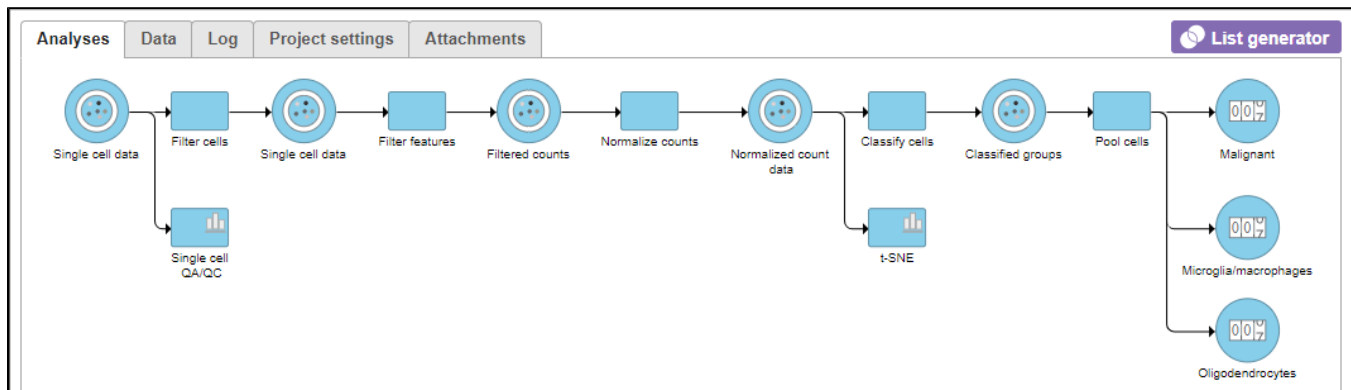 Analyses Data Log Project settings Attachments List generator
Single cell data Filter cells Single cell data Filter features Filtered counts Normalize counts Normalized count data Classify cells Classified groups Pool cells Malignant
Single cell QA/QC t-SNE Microglia/macrophages
Oligodendrocytes